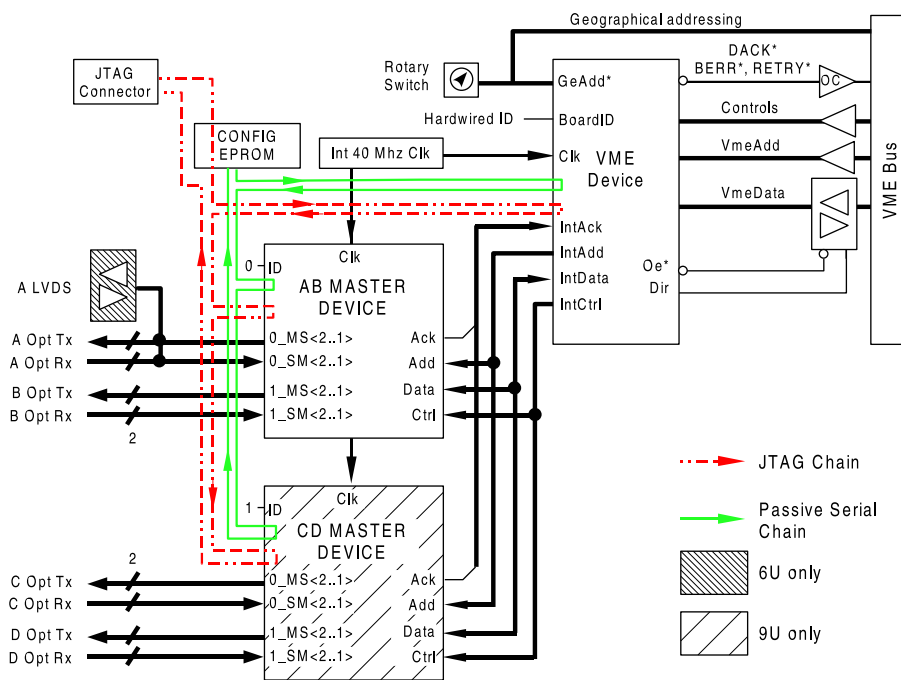 Geographical addressing
JTAG
Connector
Rotary
Switch
GeAdd*
DACK*
BERR*, RETRY*
OC
Hardwired ID
BoardID
Controls
CONFIG
EPROM
Int 40 Mhz Clk
Clk
VME
Device
VmeAdd
VmeData
VME Bus
IntAck
IntAdd
IntData
IntCtrl
Oe*
Dir
Clk
0
ID
AB MASTER
DEVICE
A LVDS
A Opt Tx
A Opt Rx
B Opt Tx
B Opt Rx
2
0_MS<2..1>
0_SM<2..1>
1_MS<2..1>
1_SM<2..1>
Ack
Add
Data
Ctrl
Clk
1
ID
CD MASTER
DEVICE
2
C Opt Tx
C Opt Rx
D Opt Tx
D Opt Rx
0_MS<2..1>
0_SM<2..1>
1_MS<2..1>
1_SM<2..1>
Ack
Add
Data
Ctrl
JTAG Chain
Passive Serial
Chain
6U only
9U only